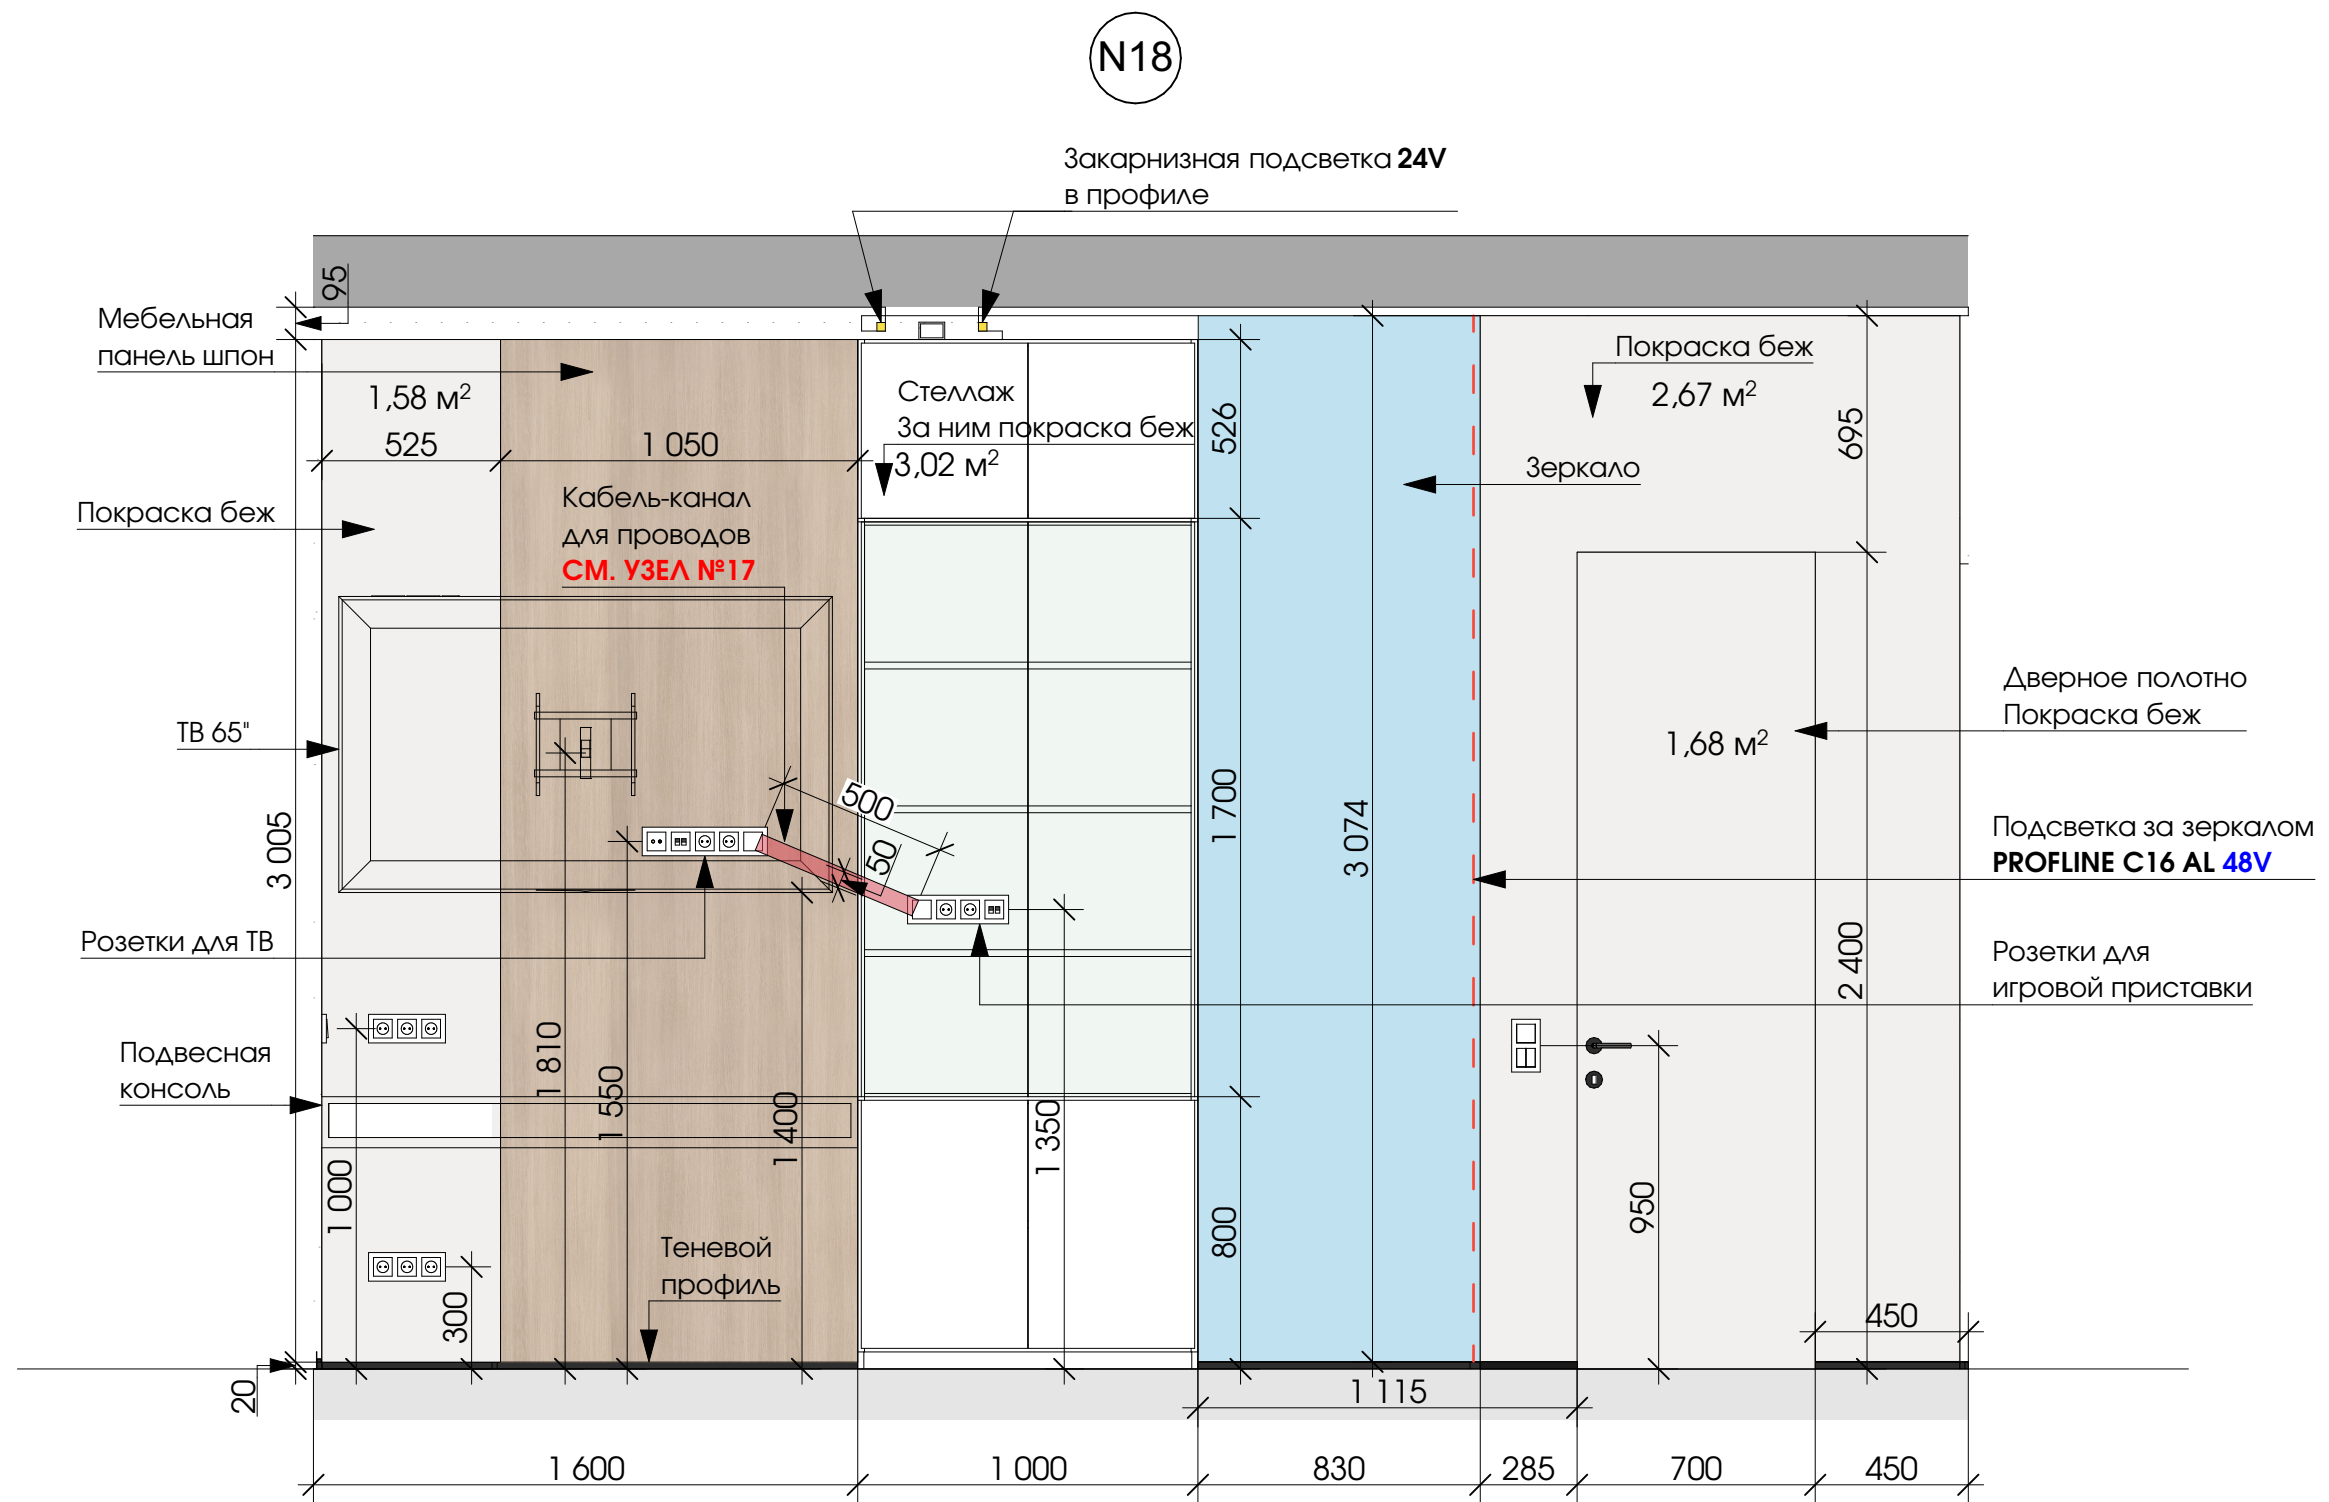 N18
Закарнизная подсветка 24V
в профиле
95
Мебельная
панель шпон
1,58 м²
525
1 050
Стеллаж
За ним покраска беж
3,02 м²
526
Покраска беж
2,67 м²
695
Зеркало
Кабель-канал
для проводов
СМ. УЗЕЛ №17
Покраска беж
ТВ 65"
500
50
1 700
3 074
3 005
1,68 м²
Дверное полотно
Покраска беж
Подсветка за зеркалом
PROFLINE C16 AL 48V
Розетки для ТВ
2 400
Розетки для
игровой приставки
Подвесная
консоль
1 810
1 550
1 400
1 350
1 000
800
950
300
Теневой
профиль
450
20
1 115
1 600
1 000
830
285
700
450